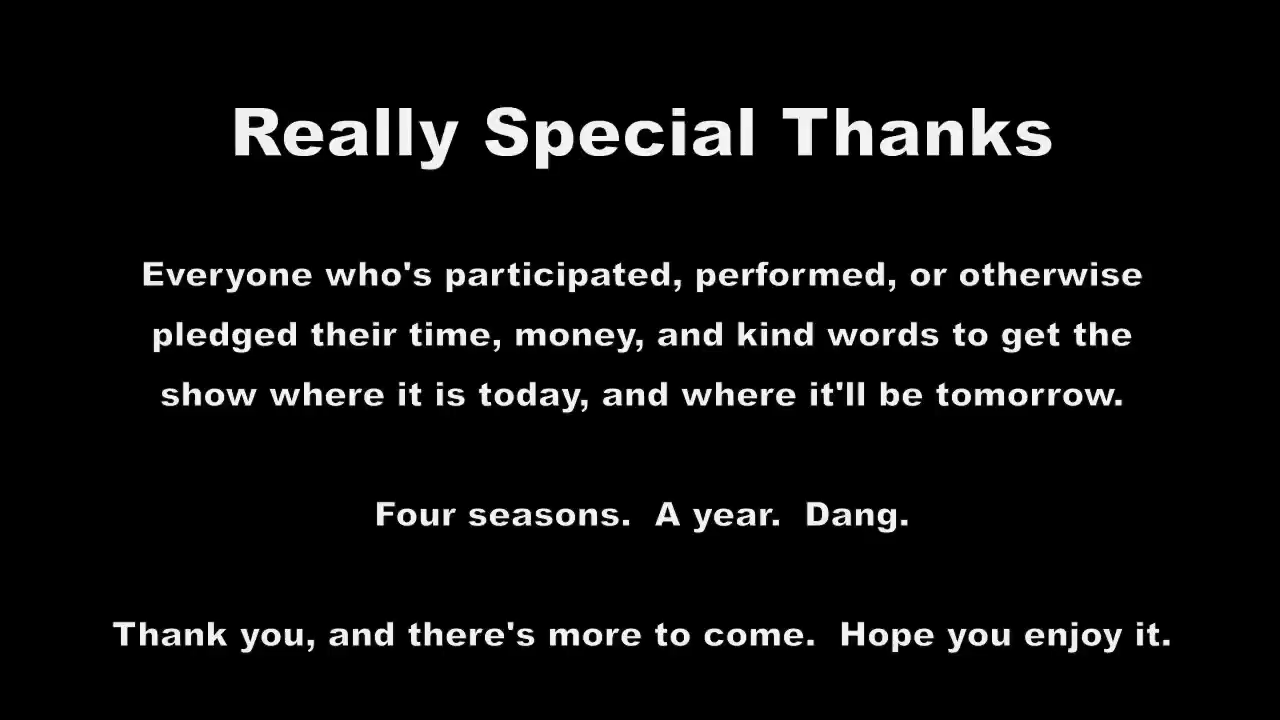 Really Special Thanks
Everyone who's participated, performed, or otherwise
pledged their time, money, and kind words to get the
show where it is today, and where it'll be tomorrow.
Four seasons.  A year.  Dang.
Thank you, and there's more to come.  Hope you enjoy it.